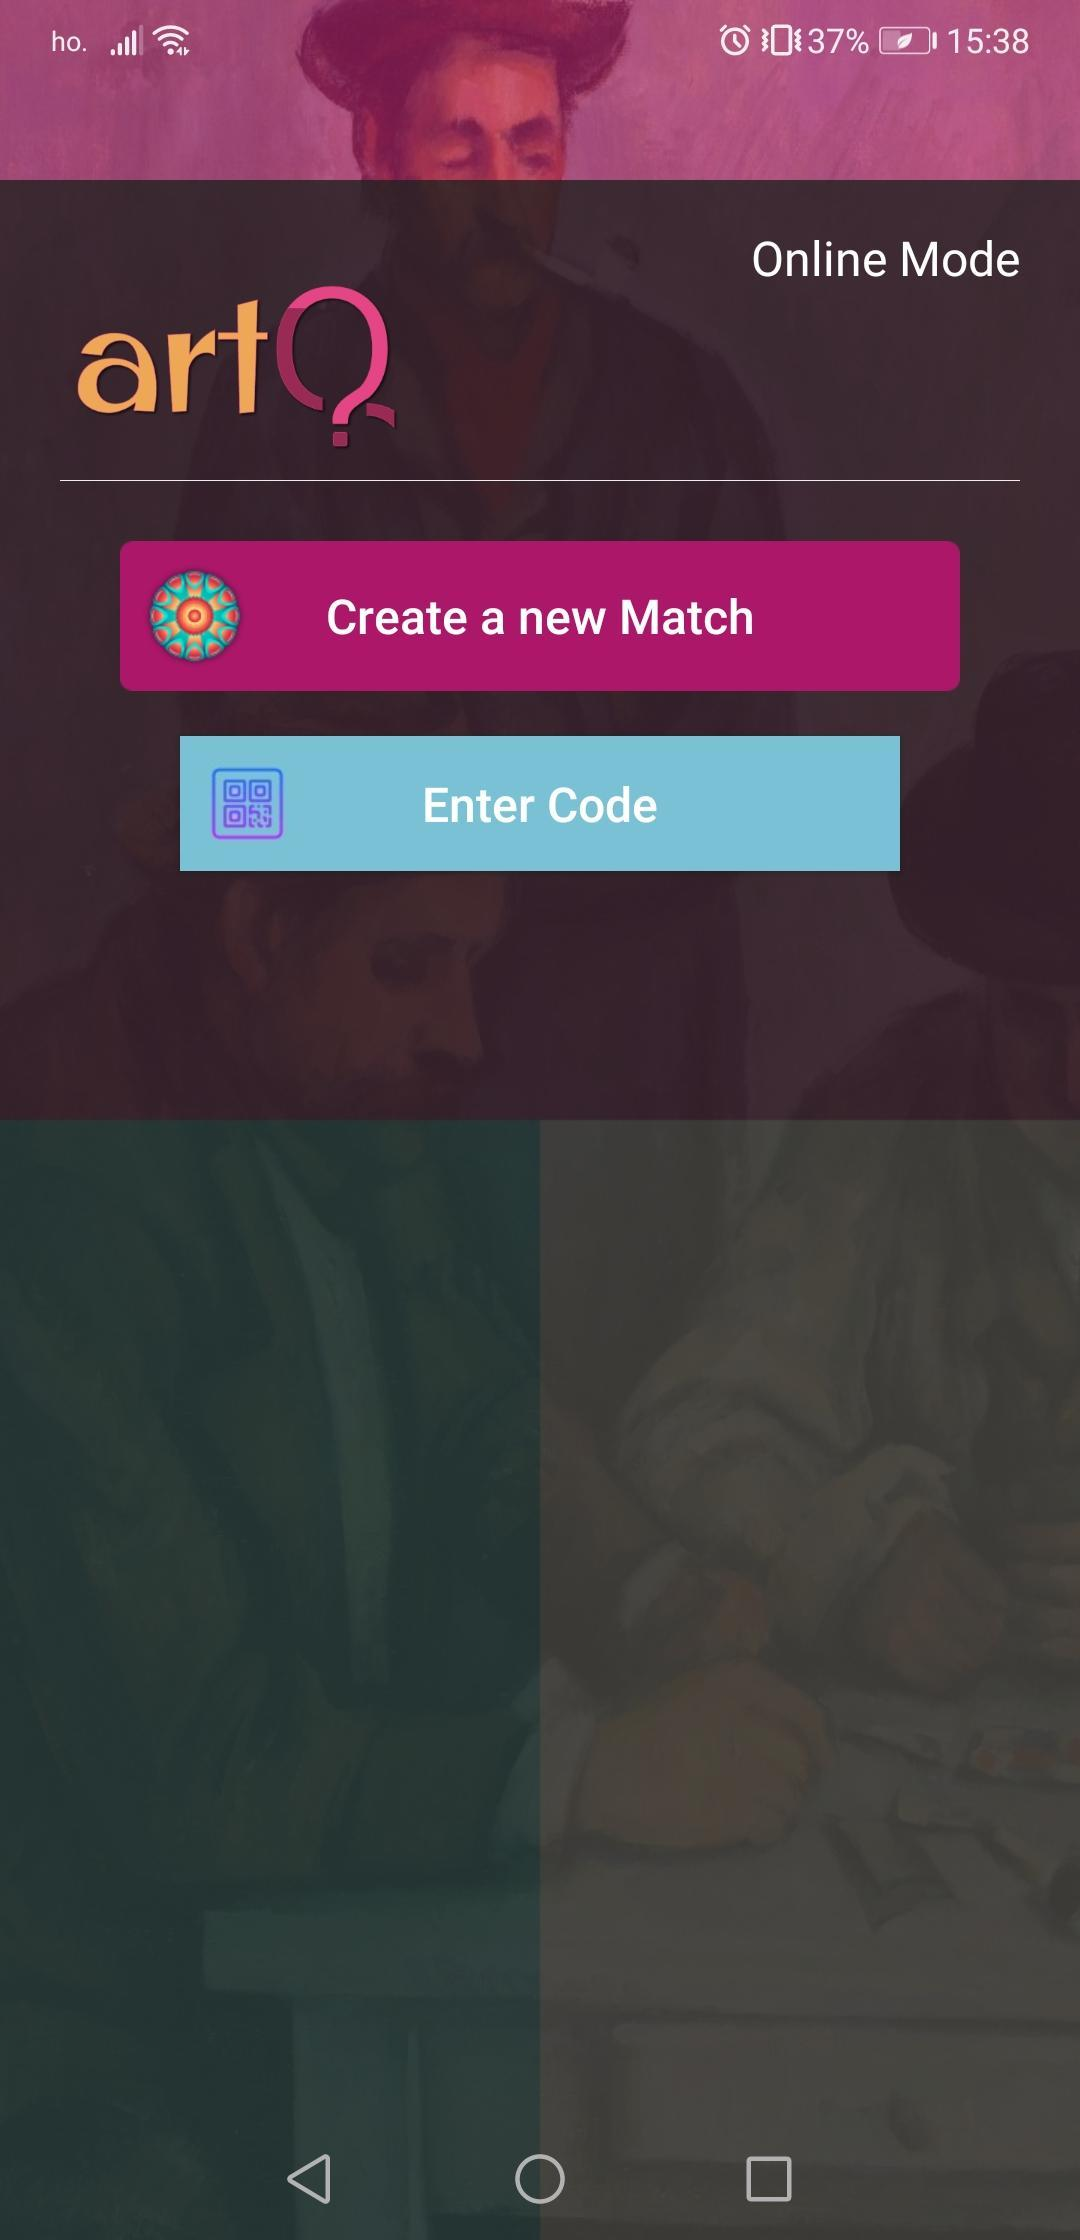 ho.
37%
15:38
Online Mode
artQ
Create a new Match
Enter Code